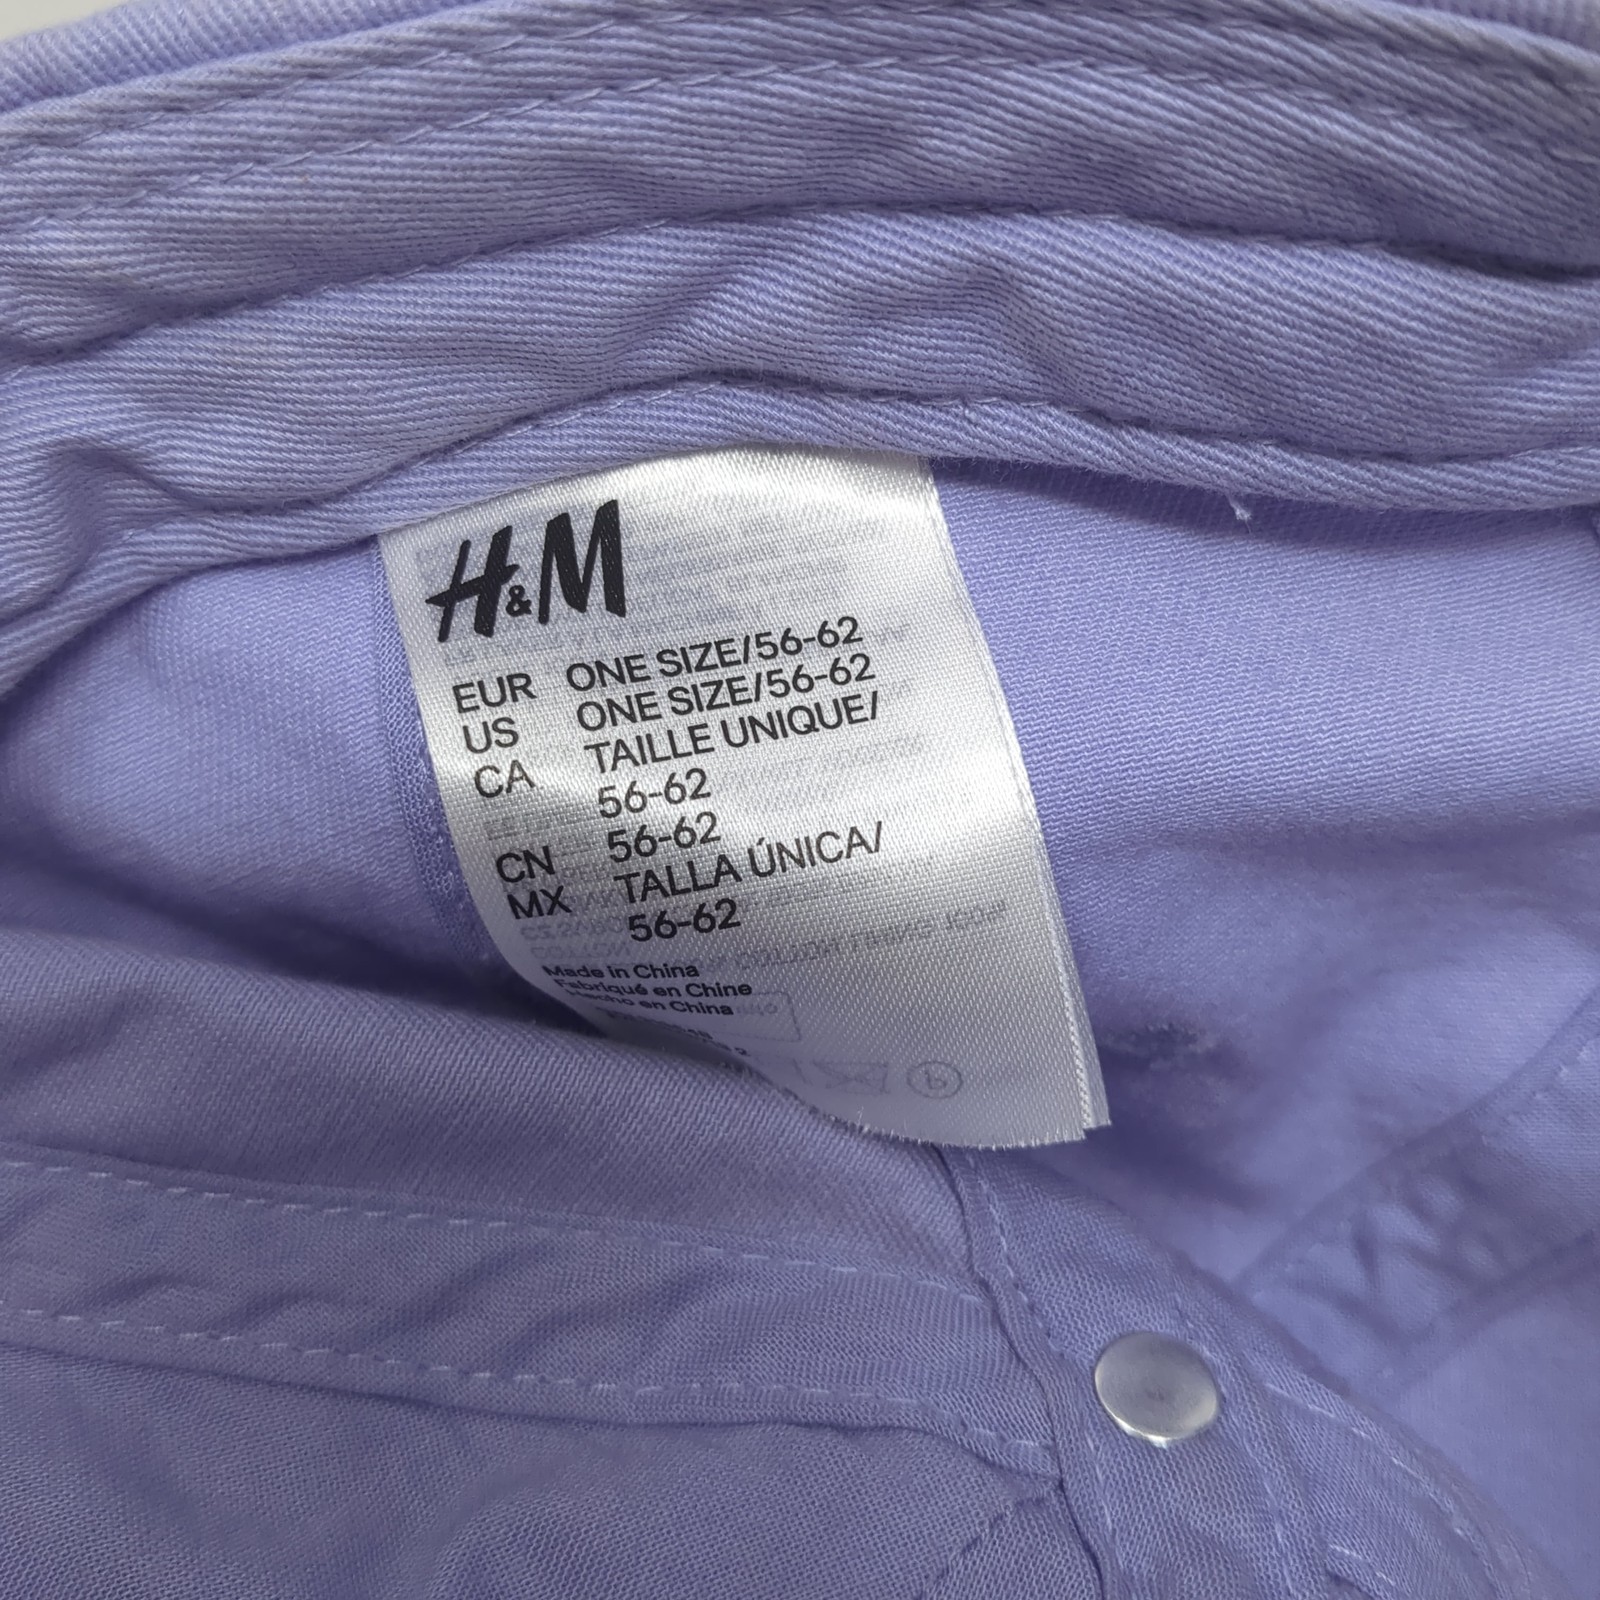 H&M
EUR ONE SIZE/56-62
US ONE SIZE/56-62
CA TAILLE UNIQUE/
56-62
CN 56-62
MX TALLA ÚNICA/
56-62
Made in China
Fabriqué en Chine
Hecho en China